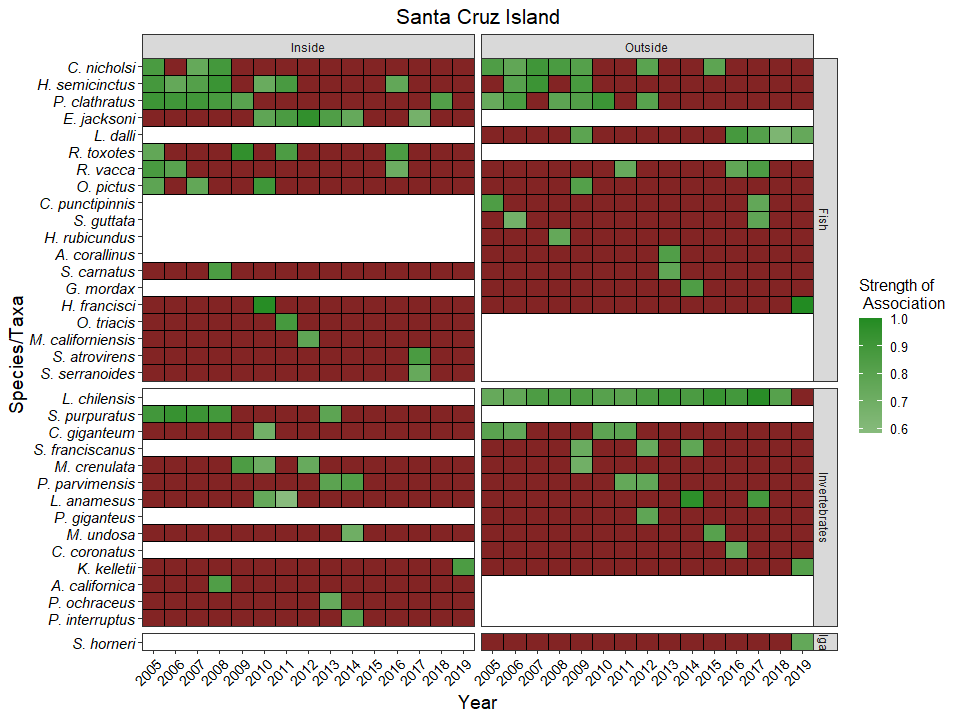 Santa Cruz Island
Inside
Outside
Species/Taxa
C. nicholsi
H. semicinctus
P. clathratus
E. jacksoni
L. dalli
R. toxotes
R. vacca
O. pictus
C. punctipinnis
S. guttata
H. rubicundus
A. corallinus
S. carnatus
G. mordax
H. francisci
O. triacis
M. californiensis
S. atrovirens
S. serranoides
Fish
L. chilensis
S. purpuratus
C. giganteum
S. franciscanus
M. crenulata
P. parvimensis
L. anamesus
P. giganteus
M. undosa
C. coronatus
K. kelletii
A. californica
P. ochraceus
P. interruptus
Invertebrates
S. horneri
lga
2005 2006 2007 2008 2009 2010 2011 2012 2013 2014 2015 2016 2017 2018 2019
2005 2006 2007 2008 2009 2010 2011 2012 2013 2014 2015 2016 2017 2018 2019
Year
Strength of
Association
1.0
0.9
0.8
0.7
0.6